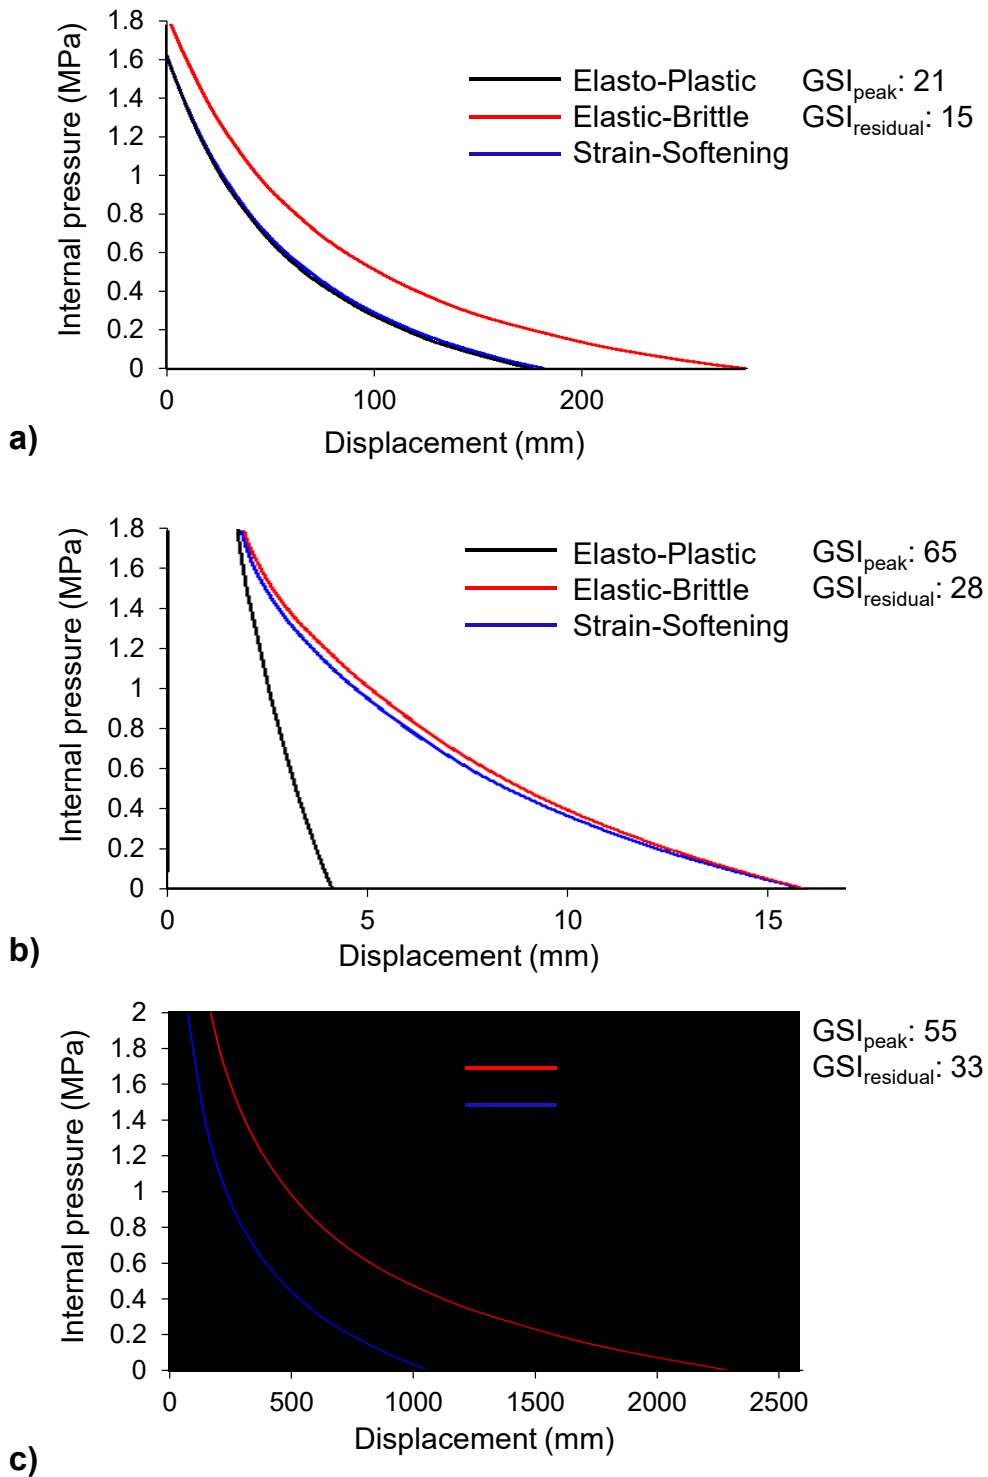 1.8
1.6
1.4
1.2
1
0.8
0.6
0.4
0.2
0
Internal pressure (MPa)
Elasto-Plastic GSIpeak: 21
Elastic-Brittle GSIresidual: 15
Strain-Softening
0 100 200
Displacement (mm)
a)
1.8
1.6
1.4
1.2
1
0.8
0.6
0.4
0.2
0
Internal pressure (MPa)
Elasto-Plastic GSIpeak: 65
Elastic-Brittle GSIresidual: 28
Strain-Softening
0 5 10 15
Displacement (mm)
b)
2
1.8
1.6
1.4
1.2
1
0.8
0.6
0.4
0.2
0
Internal pressure (MPa)
GSIpeak: 55
GSIresidual: 33
0 500 1000 1500 2000 2500
Displacement (mm)
c)